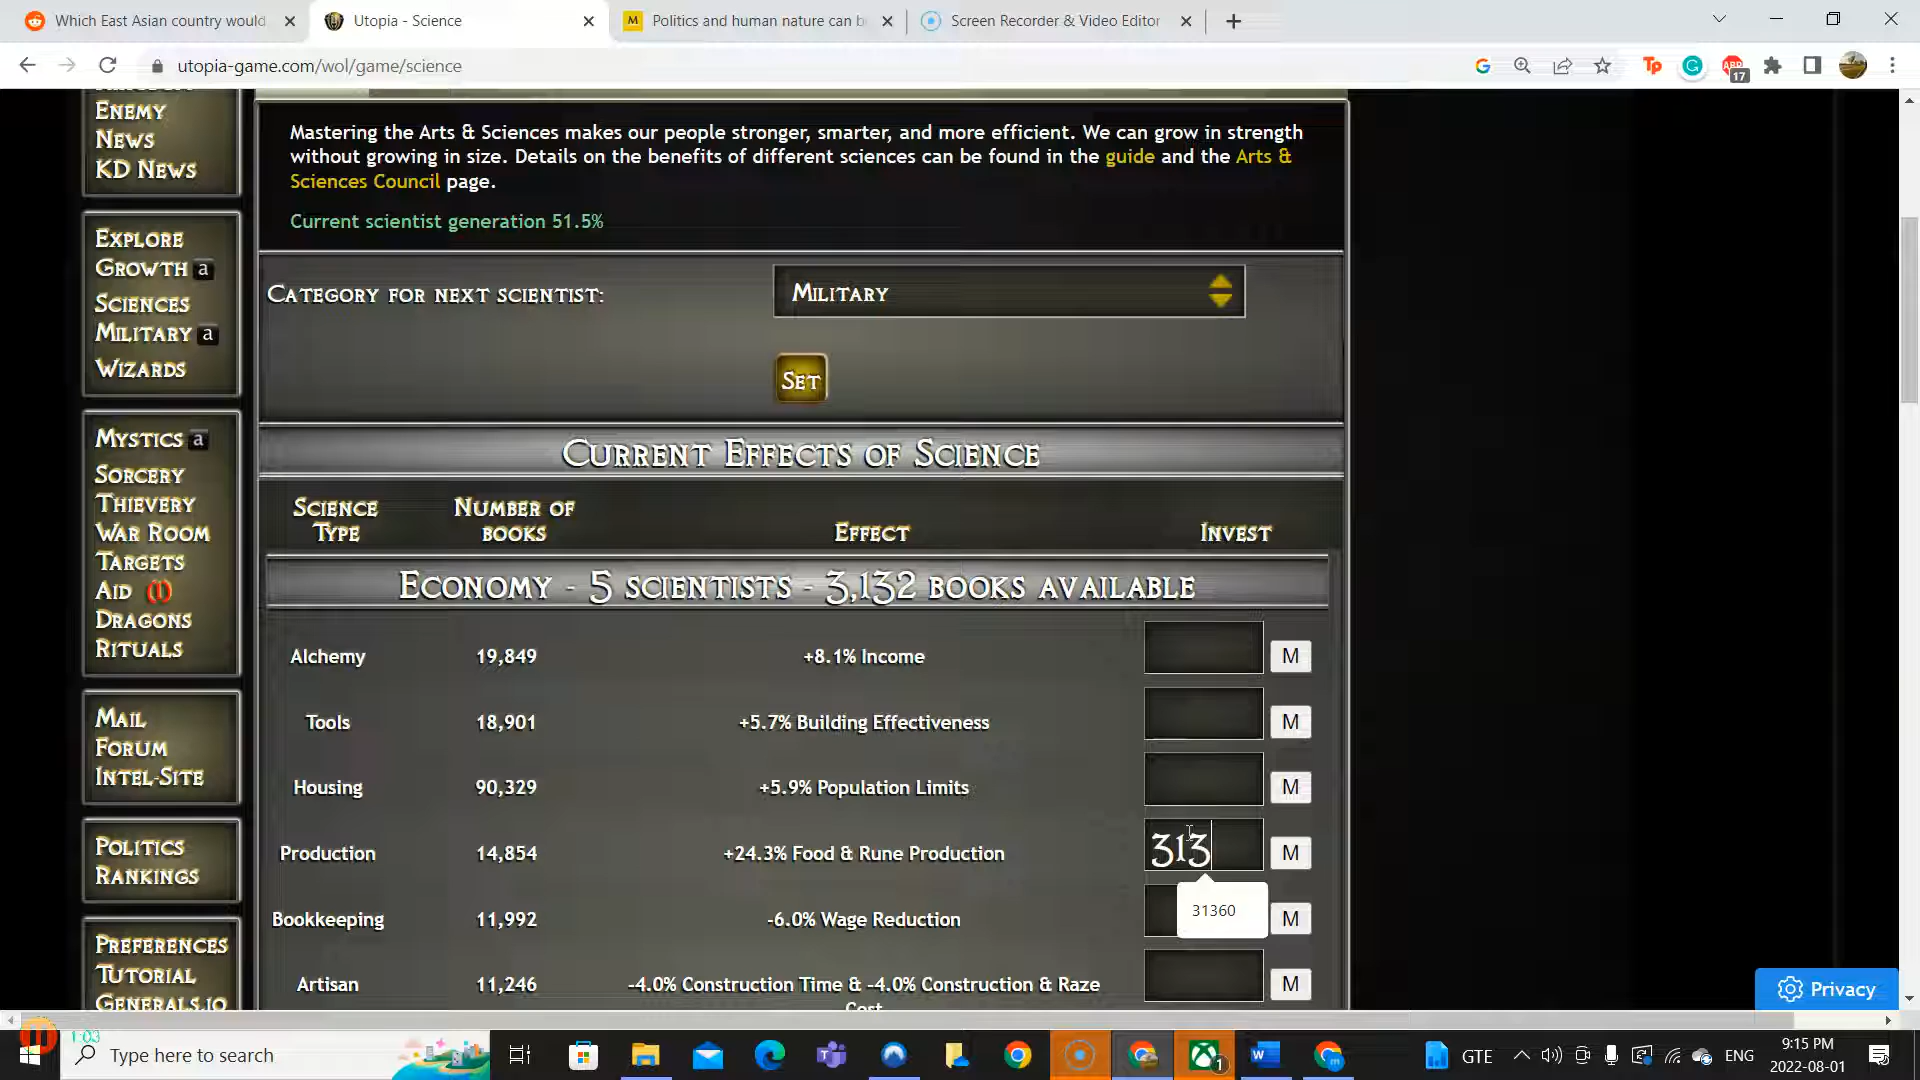 Which East Asian country would
Utopia - Science
Politics and human nature can b
Screen Recorder & Video Editor
utopia-game.com/wol/game/science
17
Enemy
News
KD News
Explore
Growth a
Sciences
Military a
Wizards
Mystics a
Sorcery
Thievery
War Room
Targets
Aid (1)
Dragons
Rituals
Mail
Forum
Intel-Site
Politics
Rankings
Preferences
Tutorial
Generals.io
Mastering the Arts & Sciences makes our people stronger, smarter, and more efficient. We can grow in strength
without growing in size. Details on the benefits of different sciences can be found in the guide and the Arts &
Sciences Council page.
Current scientist generation 51.5%
Category for next scientist: Military
Set
Current Effects of Science
Science Type Number of books Effect Invest
Economy - 5 scientists - 3,132 books available
Alchemy 19,849 +8.1% Income M
Tools 18,901 +5.7% Building Effectiveness M
Housing 90,329 +5.9% Population Limits M
Production 14,854 +24.3% Food & Rune Production 313 M
31360
Bookkeeping 11,992 -6.0% Wage Reduction M
Artisan 11,246 -4.0% Construction Time & -4.0% Construction & Raze M
Cost
Privacy
1:03
Type here to search
1
GTE
ENG
9:15 PM
2022-08-01